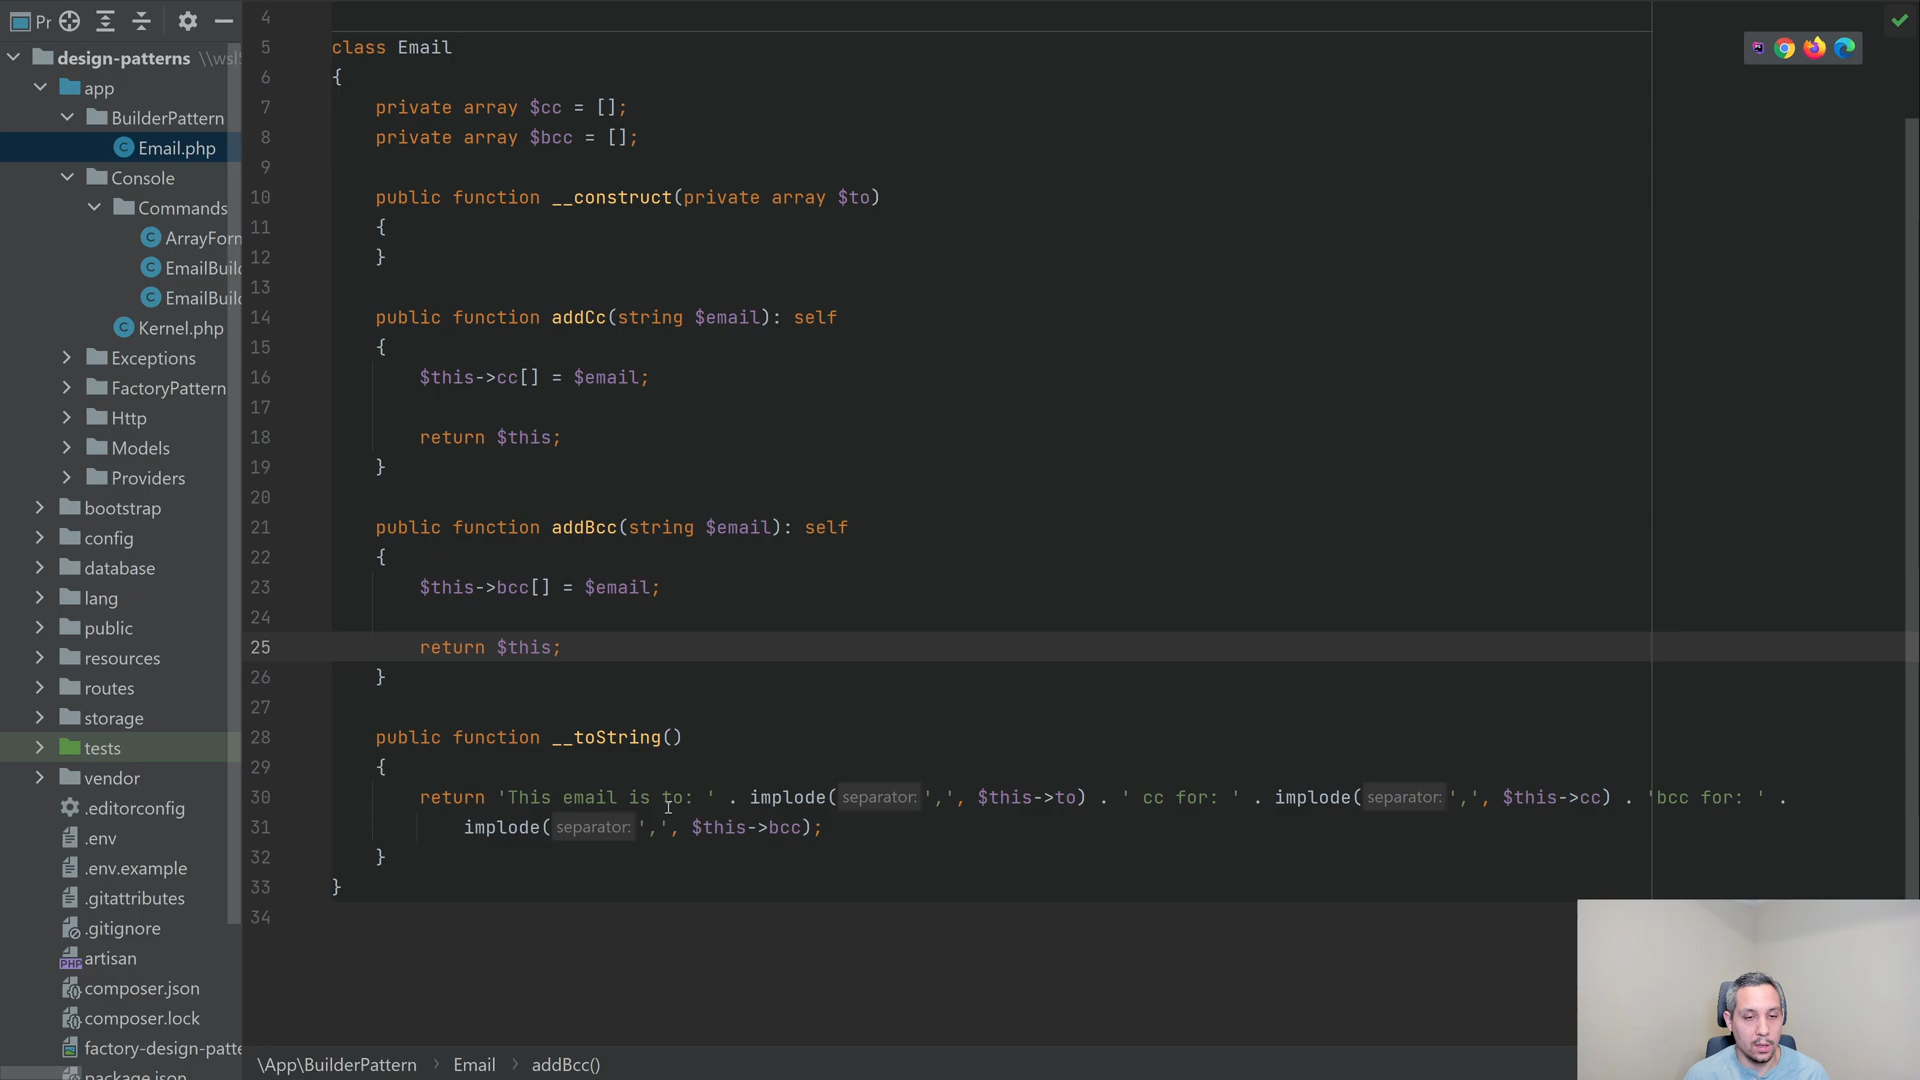 Pr
design-patterns \\wsl
app
BuilderPattern
Email.php
Console
Commands
ArrayForm
EmailBuild
EmailBuild
Kernel.php
Exceptions
FactoryPattern
Http
Models
Providers
bootstrap
config
database
lang
public
resources
routes
storage
tests
vendor
.editorconfig
.env
.env.example
.gitattributes
.gitignore
artisan
composer.json
composer.lock
factory-design-patte
package.json
4
5 class Email
6 {
7 private array $cc = [];
8 private array $bcc = [];
9
10 public function __construct(private array $to)
11 {
12 }
13
14 public function addCc(string $email): self
15 {
16 $this->cc[] = $email;
17
18 return $this;
19 }
20
21 public function addBcc(string $email): self
22 {
23 $this->bcc[] = $email;
24
25 return $this;
26 }
27
28 public function __toString()
29 {
30 return 'This email is to: ' . implode( separator: ',', $this->to) . ' cc for: ' . implode( separator: ',', $this->cc) . 'bcc for: ' .
31 implode( separator: ',', $this->bcc);
32 }
33 }
34
\App\BuilderPattern > Email > addBcc()